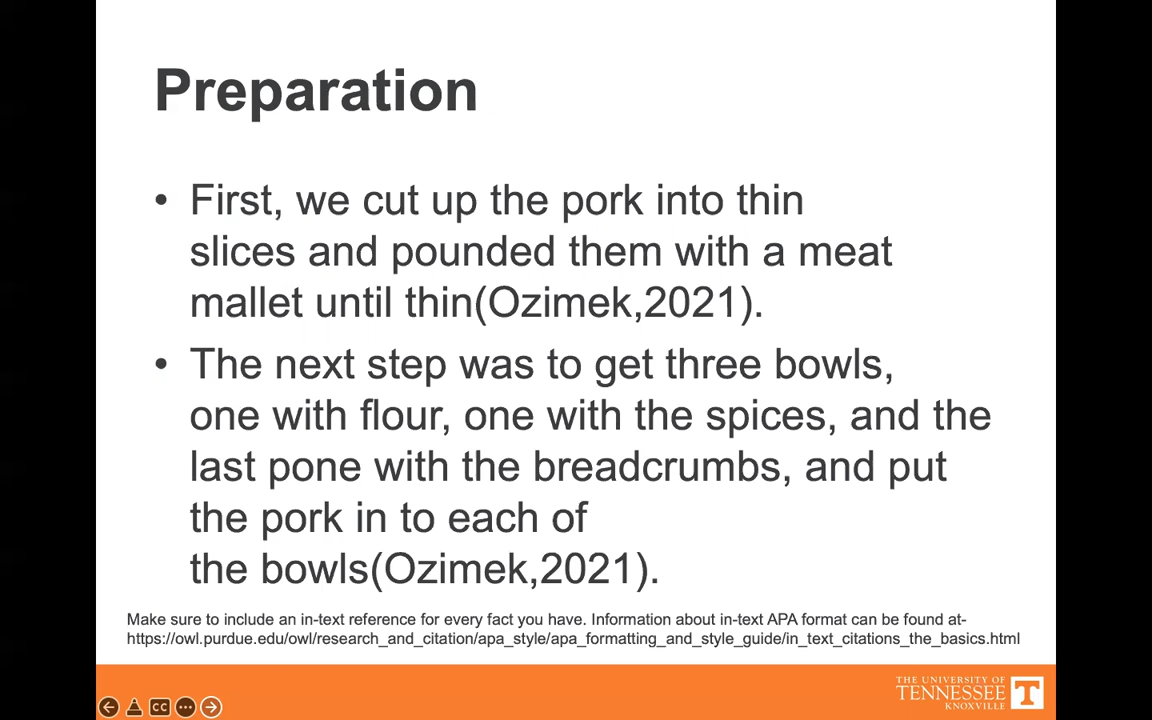 Preparation
• First, we cut up the pork into thin
slices and pounded them with a meat
mallet until thin(Ozimek,2021).
• The next step was to get three bowls,
one with flour, one with the spices, and the
last pone with the breadcrumbs, and put
the pork in to each of
the bowls(Ozimek,2021).
Make sure to include an in-text reference for every fact you have. Information about in-text APA format can be found at-
https://owl.purdue.edu/owl/research_and_citation/apa_style/apa_formatting_and_style_guide/in_text_citations_the_basics.html
THE UNIVERSITY OF
TENNESSEE
KNOXVILLE
T
CC